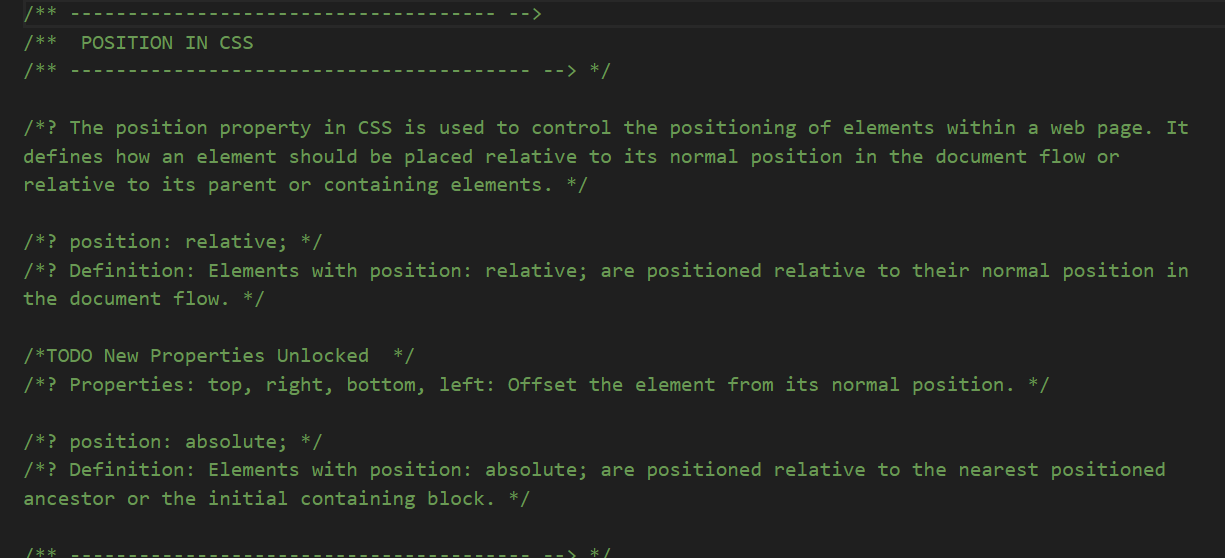 /** ------------------------------------- -->
/**  POSITION IN CSS
/** ---------------------------------------- --> */
/*? The position property in CSS is used to control the positioning of elements within a web page. It
defines how an element should be placed relative to its normal position in the document flow or
relative to its parent or containing elements. */
/*? position: relative; */
/*? Definition: Elements with position: relative; are positioned relative to their normal position in
the document flow. */
/*TODO New Properties Unlocked  */
/*? Properties: top, right, bottom, left: Offset the element from its normal position. */
/*? position: absolute; */
/*? Definition: Elements with position: absolute; are positioned relative to the nearest positioned
ancestor or the initial containing block. */
/** ---------------------------------------- --> */